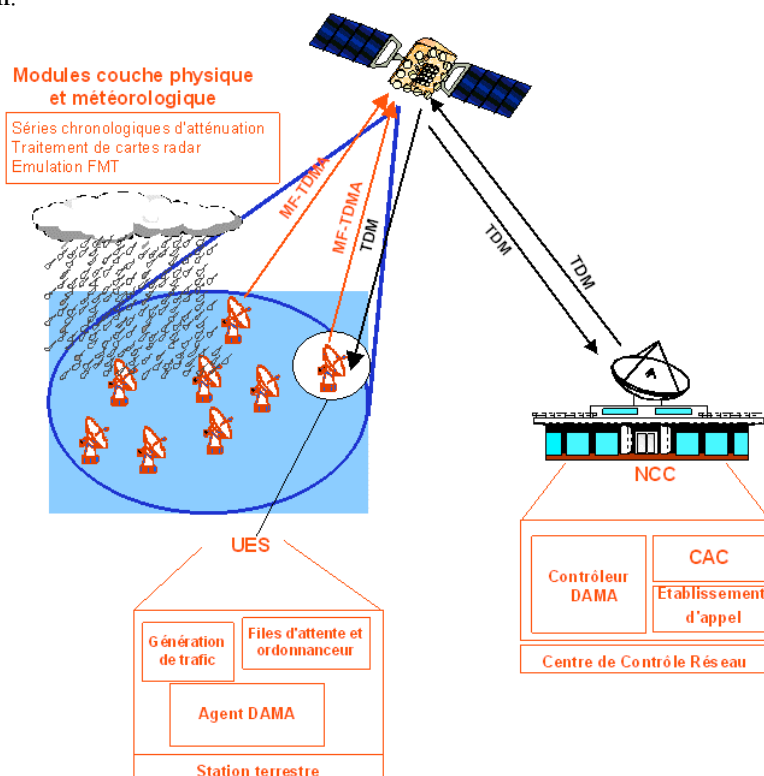 Modules couche physique
et météorologique
Séries chronologiques d'atténuation
Traitement de cartes radar
Emulation FMT
MF-TDMA
MF-TDMA
TDM
TDM
TDM
NCC
UES
Contrôleur
DAMA
CAC
Etablissement
d'appel
Centre de Contrôle Réseau
Génération
de trafic
Files d'attente et
ordonnanceur
Agent DAMA
Station terrestre